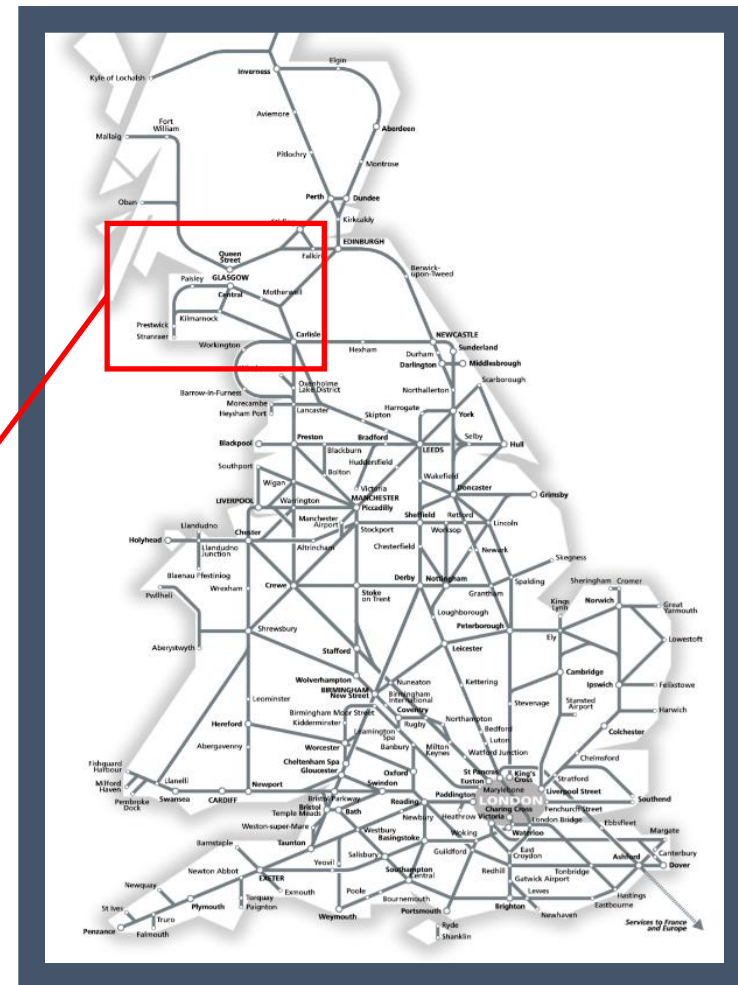 Elgin
Kyle of Lochalsh
Inverness
Aviemore
Fort
William
Mallaig
Aberdeen
Pitlochry
Montrose
Perth
Dundee
Oban
Kirkcaldy
EDINBURGH
Queen
Street
Falkirk
GLASGOW
Central
Paisley
Motherwell
Berwick-
upon-Tweed
Kilmarnock
Prestwick
Stranraer
Carlisle
NEWCASTLE
Workington
Hexham
Sunderland
Durham
Darlington
Middlesbrough
Oxenholme
Lake District
Barrow-in-Furness
Northallerton
Scarborough
Morecambe
Heysham Port
Lancaster
Harrogate
Skipton
York
Blackpool
Preston
Bradford
Selby
Hull
Blackburn
LEEDS
Huddersfield
Southport
Bolton
Wakefield
Wigan
Victoria
Doncaster
Grimsby
LIVERPOOL
Warrington
MANCHESTER
Piccadilly
Manchester
Airport
Sheffield
Retford
Lincoln
Llandudno
Stockport
Worksop
Holyhead
Chester
Llandudno
Junction
Altrincham
Chesterfield
Newark
Skegness
Blaenau Ffestiniog
Pwllheli
Wrexham
Crewe
Stoke
on Trent
Derby
Nottingham
Grantham
Spalding
Sheringham
Cromer
Kings
Lynn
Norwich
Great
Yarmouth
Loughborough
Peterborough
Shrewsbury
Ely
Lowestoft
Aberystwyth
Stafford
Leicester
Wolverhampton
Nuneaton
Cambridge
BIRMINGHAM
New Street
Birmingham
International
Kettering
Ipswich
Felixstowe
Leominster
Coventry
Stevenage
Stansted
Airport
Harwich
Birmingham Moor Street
Kidderminster
Rugby
Northampton
Hereford
Leamington
Spa
Bedford
Colchester
Worcester
Banbury
Milton
Keynes
Luton
Abergavenny
Watford Junction
Chelmsford
Cheltenham Spa
Gloucester
Fishguard
Harbour
Oxford
St Pancras
Euston
King's
Cross
Stratford
Milford
Haven
Llanelli
Newport
Swindon
Marylebone
Liverpool Street
Pembroke
Dock
Swansea
CARDIFF
Bristol Parkway
Reading
Paddington
LONDON
Fenchurch Street
Southend
Bristol
Temple Meads
Bath
Newbury
Heathrow
Victoria
Charing Cross
London Bridge
Ebbsfleet
Weston-super-Mare
Westbury
Basingstoke
Woking
Waterloo
Margate
Barnstaple
Taunton
Salisbury
Guildford
East
Croydon
Canterbury
Newton Abbot
Yeovil
Southampton
Central
Redhill
Tonbridge
Ashford
Dover
Gatwick Airport
EXETER
Newquay
Exmouth
Poole
Lewes
Hastings
St Ives
Torquay
Paignton
Bournemouth
Eastbourne
Plymouth
Weymouth
Portsmouth
Brighton
Newhaven
Truro
Penzance
Falmouth
Ryde
Shanklin
Services to France
and Europe